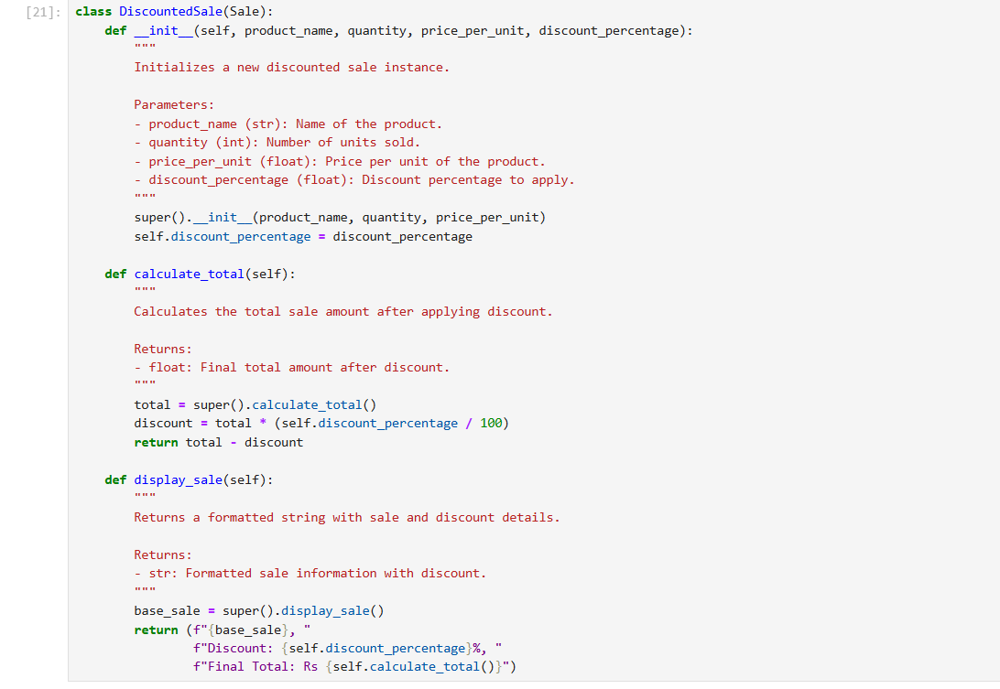 [21]: class DiscountedSale(Sale):
    def __init__(self, product_name, quantity, price_per_unit, discount_percentage):
        """
        Initializes a new discounted sale instance.

        Parameters:
        - product_name (str): Name of the product.
        - quantity (int): Number of units sold.
        - price_per_unit (float): Price per unit of the product.
        - discount_percentage (float): Discount percentage to apply.
        """
        super().__init__(product_name, quantity, price_per_unit)
        self.discount_percentage = discount_percentage

    def calculate_total(self):
        """
        Calculates the total sale amount after applying discount.

        Returns:
        - float: Final total amount after discount.
        """
        total = super().calculate_total()
        discount = total * (self.discount_percentage / 100)
        return total - discount

    def display_sale(self):
        """
        Returns a formatted string with sale and discount details.

        Returns:
        - str: Formatted sale information with discount.
        """
        base_sale = super().display_sale()
        return (f"{base_sale}, "
                f"Discount: {self.discount_percentage}%, "
                f"Final Total: Rs {self.calculate_total()}")